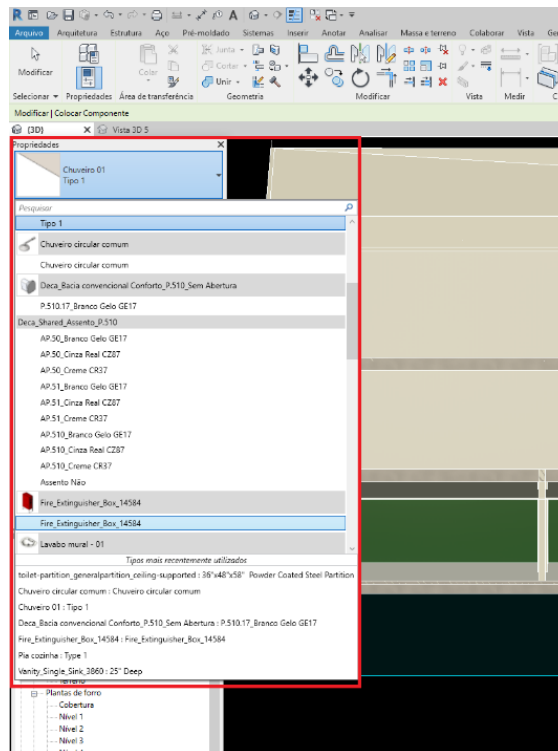 Arquivo Arquitetura Estrutura Aço Pré-moldado Sistemas Inserir Anotar Analisar Massa e terreno Colaborar Vista Ge
Modificar
Colar
Junta
Cortar
Unir
Selecionar Propriedades Área de transferência Geometria Modificar Vista Medir C
Modificar | Colocar Componente
{3D} X Vista 3D 5
Propriedades X
Chuveiro 01
Tipo 1
Pesquisar
Tipo 1
Chuveiro circular comum
Chuveiro circular comum
Deca_Bacia convencional Conforto_P.510_Sem Abertura
P.510.17_Branco Gelo GE17
Deca_Shared_Assento_P.510
AP.50_Branco Gelo GE17
AP.50_Cinza Real CZ87
AP.50_Creme CR37
AP.51_Branco Gelo GE17
AP.51_Cinza Real CZ87
AP.51_Creme CR37
AP.510_Branco Gelo GE17
AP.510_Cinza Real CZ87
AP.510_Creme CR37
Assento Não
Fire_Extinguisher_Box_14584
Fire_Extinguisher_Box_14584
Lavabo mural - 01
Tipos mais recentemente utilizados
toilet-partition_generalpartition_ceiling-supported : 36"x48"x58" Powder Coated Steel Partition
Chuveiro circular comum : Chuveiro circular comum
Chuveiro 01 : Tipo 1
Deca_Bacia convencional Conforto_P.510_Sem Abertura : P.510.17_Branco Gelo GE17
Fire_Extinguisher_Box_14584 : Fire_Extinguisher_Box_14584
Pia cozinha : Type 1
Vanity_Single_Sink_3860 : 25" Deep
Terreno
Plantas de forro
Cobertura
Nível 1
Nível 2
Nível 3